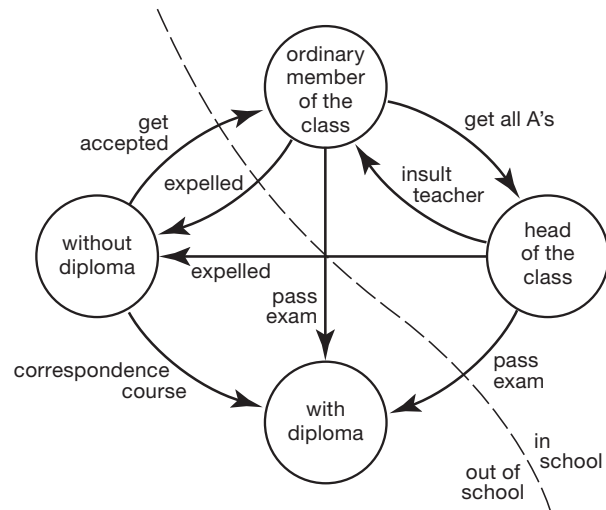 ordinary
member
of the
class
get
accepted
get all A's
expelled
insult
teacher
without
diploma
head
of the
class
expelled
pass
exam
correspondence
course
pass
exam
with
diploma
in
school
out of
school